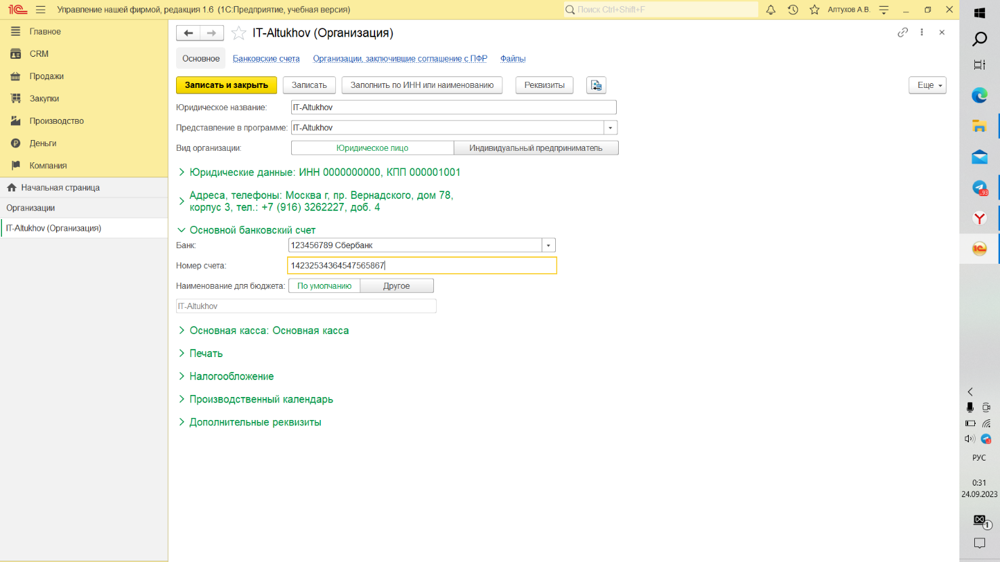 Управление нашей фирмой, редакция 1.6 (1С:Предприятие, учебная версия)
Поиск Ctrl+Shift+F
Алтухов А.В.
Главное
CRM
Продажи
Закупки
Производство
Деньги
Компания
Начальная страница
Организации
IT-Altukhov (Организация)
IT-Altukhov (Организация)
Основное Банковские счета Организации, заключившие соглашение с ПФР Файлы
Записать и закрыть Записать Заполнить по ИНН или наименованию Реквизиты Еще
Юридическое название: IT-Altukhov
Представление в программе: IT-Altukhov
Вид организации: Юридическое лицо Индивидуальный предприниматель
Юридические данные: ИНН 0000000000, КПП 000001001
Адреса, телефоны: Москва г, пр. Вернадского, дом 78,
корпус 3, тел.: +7 (916) 3262227, доб. 4
Основной банковский счет
Банк: 123456789 Сбербанк
Номер счета: 14232534364547565867
Наименование для бюджета: По умолчанию Другое
IT-Altukhov
Основная касса: Основная касса
Печать
Налогообложение
Производственный календарь
Дополнительные реквизиты
..93
РУС
0:31
24.09.2023
1